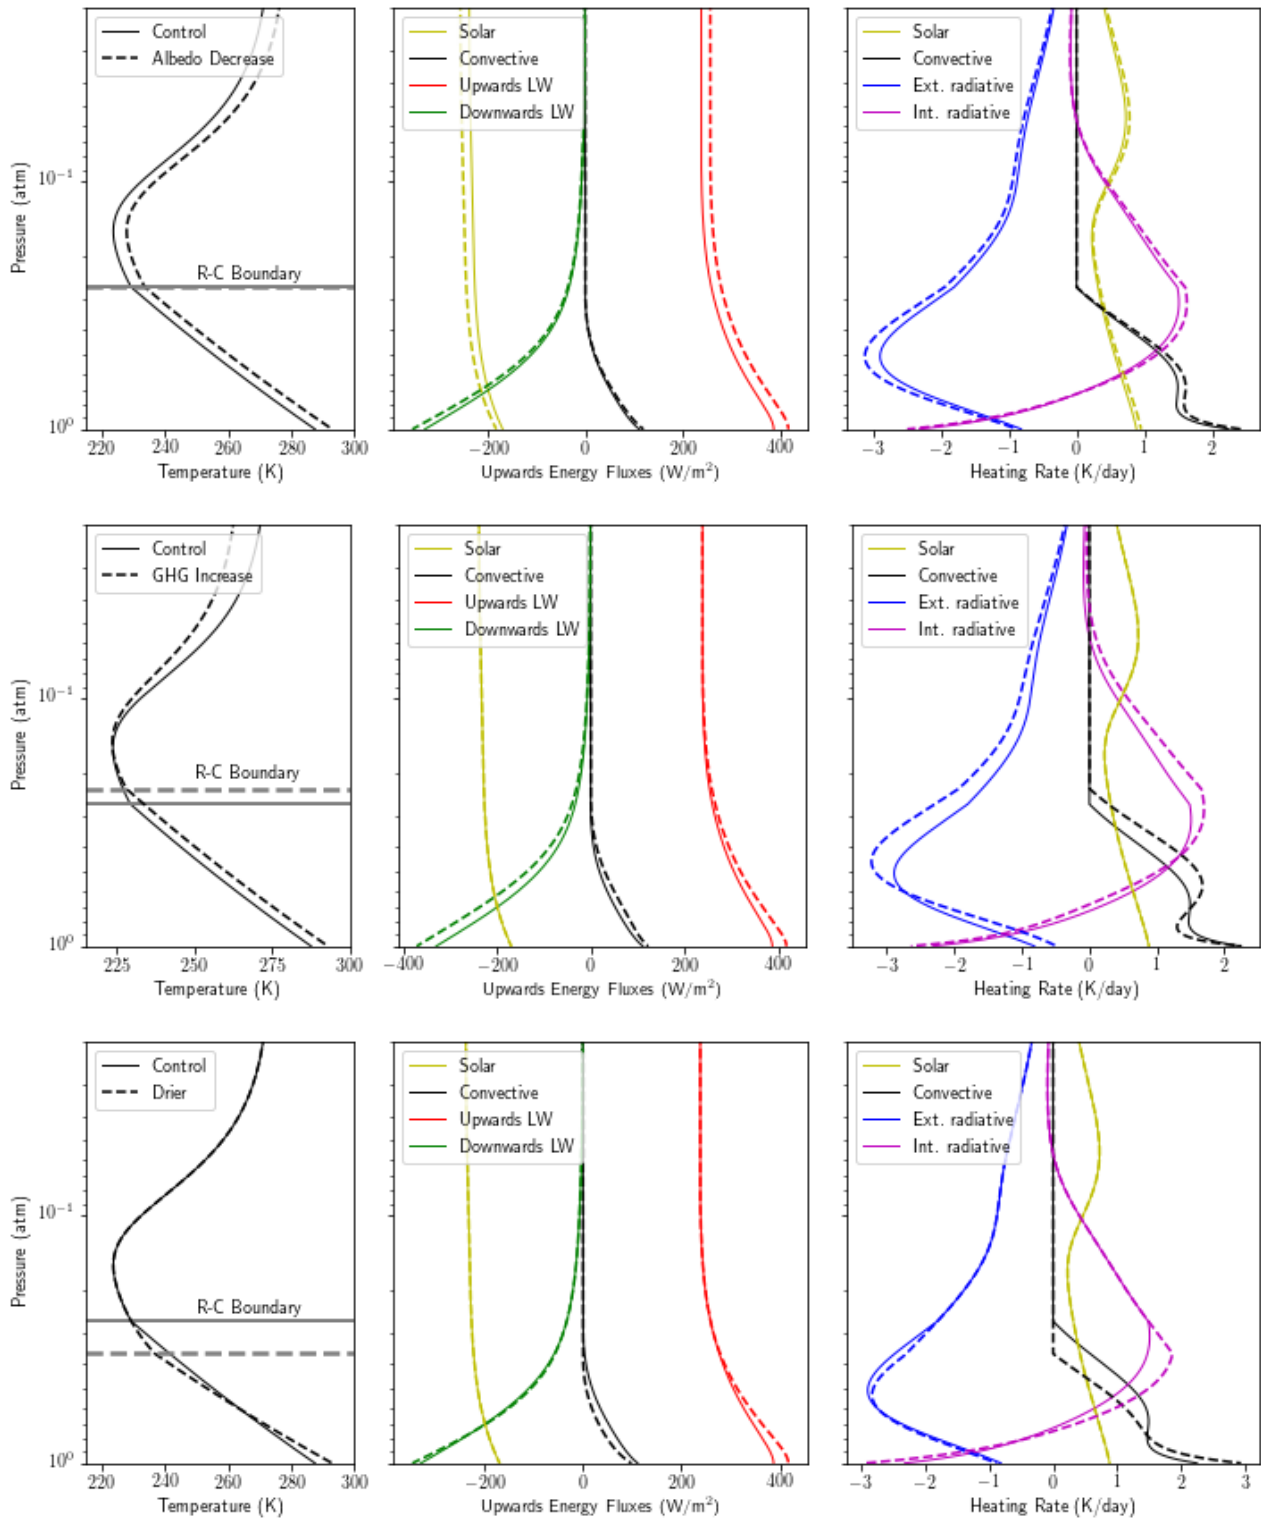 Control
Albedo Decrease
R-C Boundary
Pressure (atm)
10⁻¹
10⁰
220 240 260 280 300
Temperature (K)
Solar
Convective
Upwards LW
Downwards LW
−200 0 200 400
Upwards Energy Fluxes (W/m²)
Solar
Convective
Ext. radiative
Int. radiative
−3 −2 −1 0 1 2
Heating Rate (K/day)
Control
GHG Increase
R-C Boundary
Pressure (atm)
10⁻¹
10⁰
225 250 275 300
Temperature (K)
Solar
Convective
Upwards LW
Downwards LW
−400 −200 0 200 400
Upwards Energy Fluxes (W/m²)
Solar
Convective
Ext. radiative
Int. radiative
−3 −2 −1 0 1 2
Heating Rate (K/day)
Control
Drier
R-C Boundary
Pressure (atm)
10⁻¹
10⁰
220 240 260 280 300
Temperature (K)
Solar
Convective
Upwards LW
Downwards LW
−200 0 200 400
Upwards Energy Fluxes (W/m²)
Solar
Convective
Ext. radiative
Int. radiative
−3 −2 −1 0 1 2 3
Heating Rate (K/day)